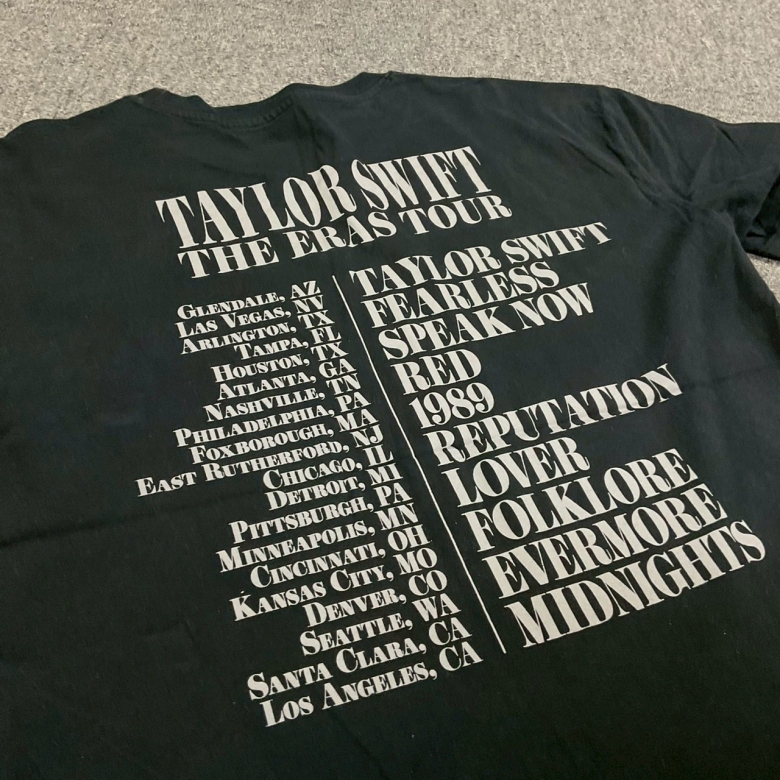 TAYLOR SWIFT
THE ERAS TOUR
GLENDALE, AZ
LAS VEGAS, NV
ARLINGTON, TX
TAMPA, FL
HOUSTON, TX
ATLANTA, GA
NASHVILLE, TN
PHILADELPHIA, PA
FOXBOROUGH, MA
EAST RUTHERFORD, NJ
CHICAGO, IL
DETROIT, MI
PITTSBURGH, PA
MINNEAPOLIS, MN
CINCINNATI, OH
KANSAS CITY, MO
DENVER, CO
SEATTLE, WA
SANTA CLARA, CA
LOS ANGELES, CA
TAYLOR SWIFT
FEARLESS
SPEAK NOW
RED
1989
REPUTATION
LOVER
FOLKLORE
EVERMORE
MIDNIGHTS